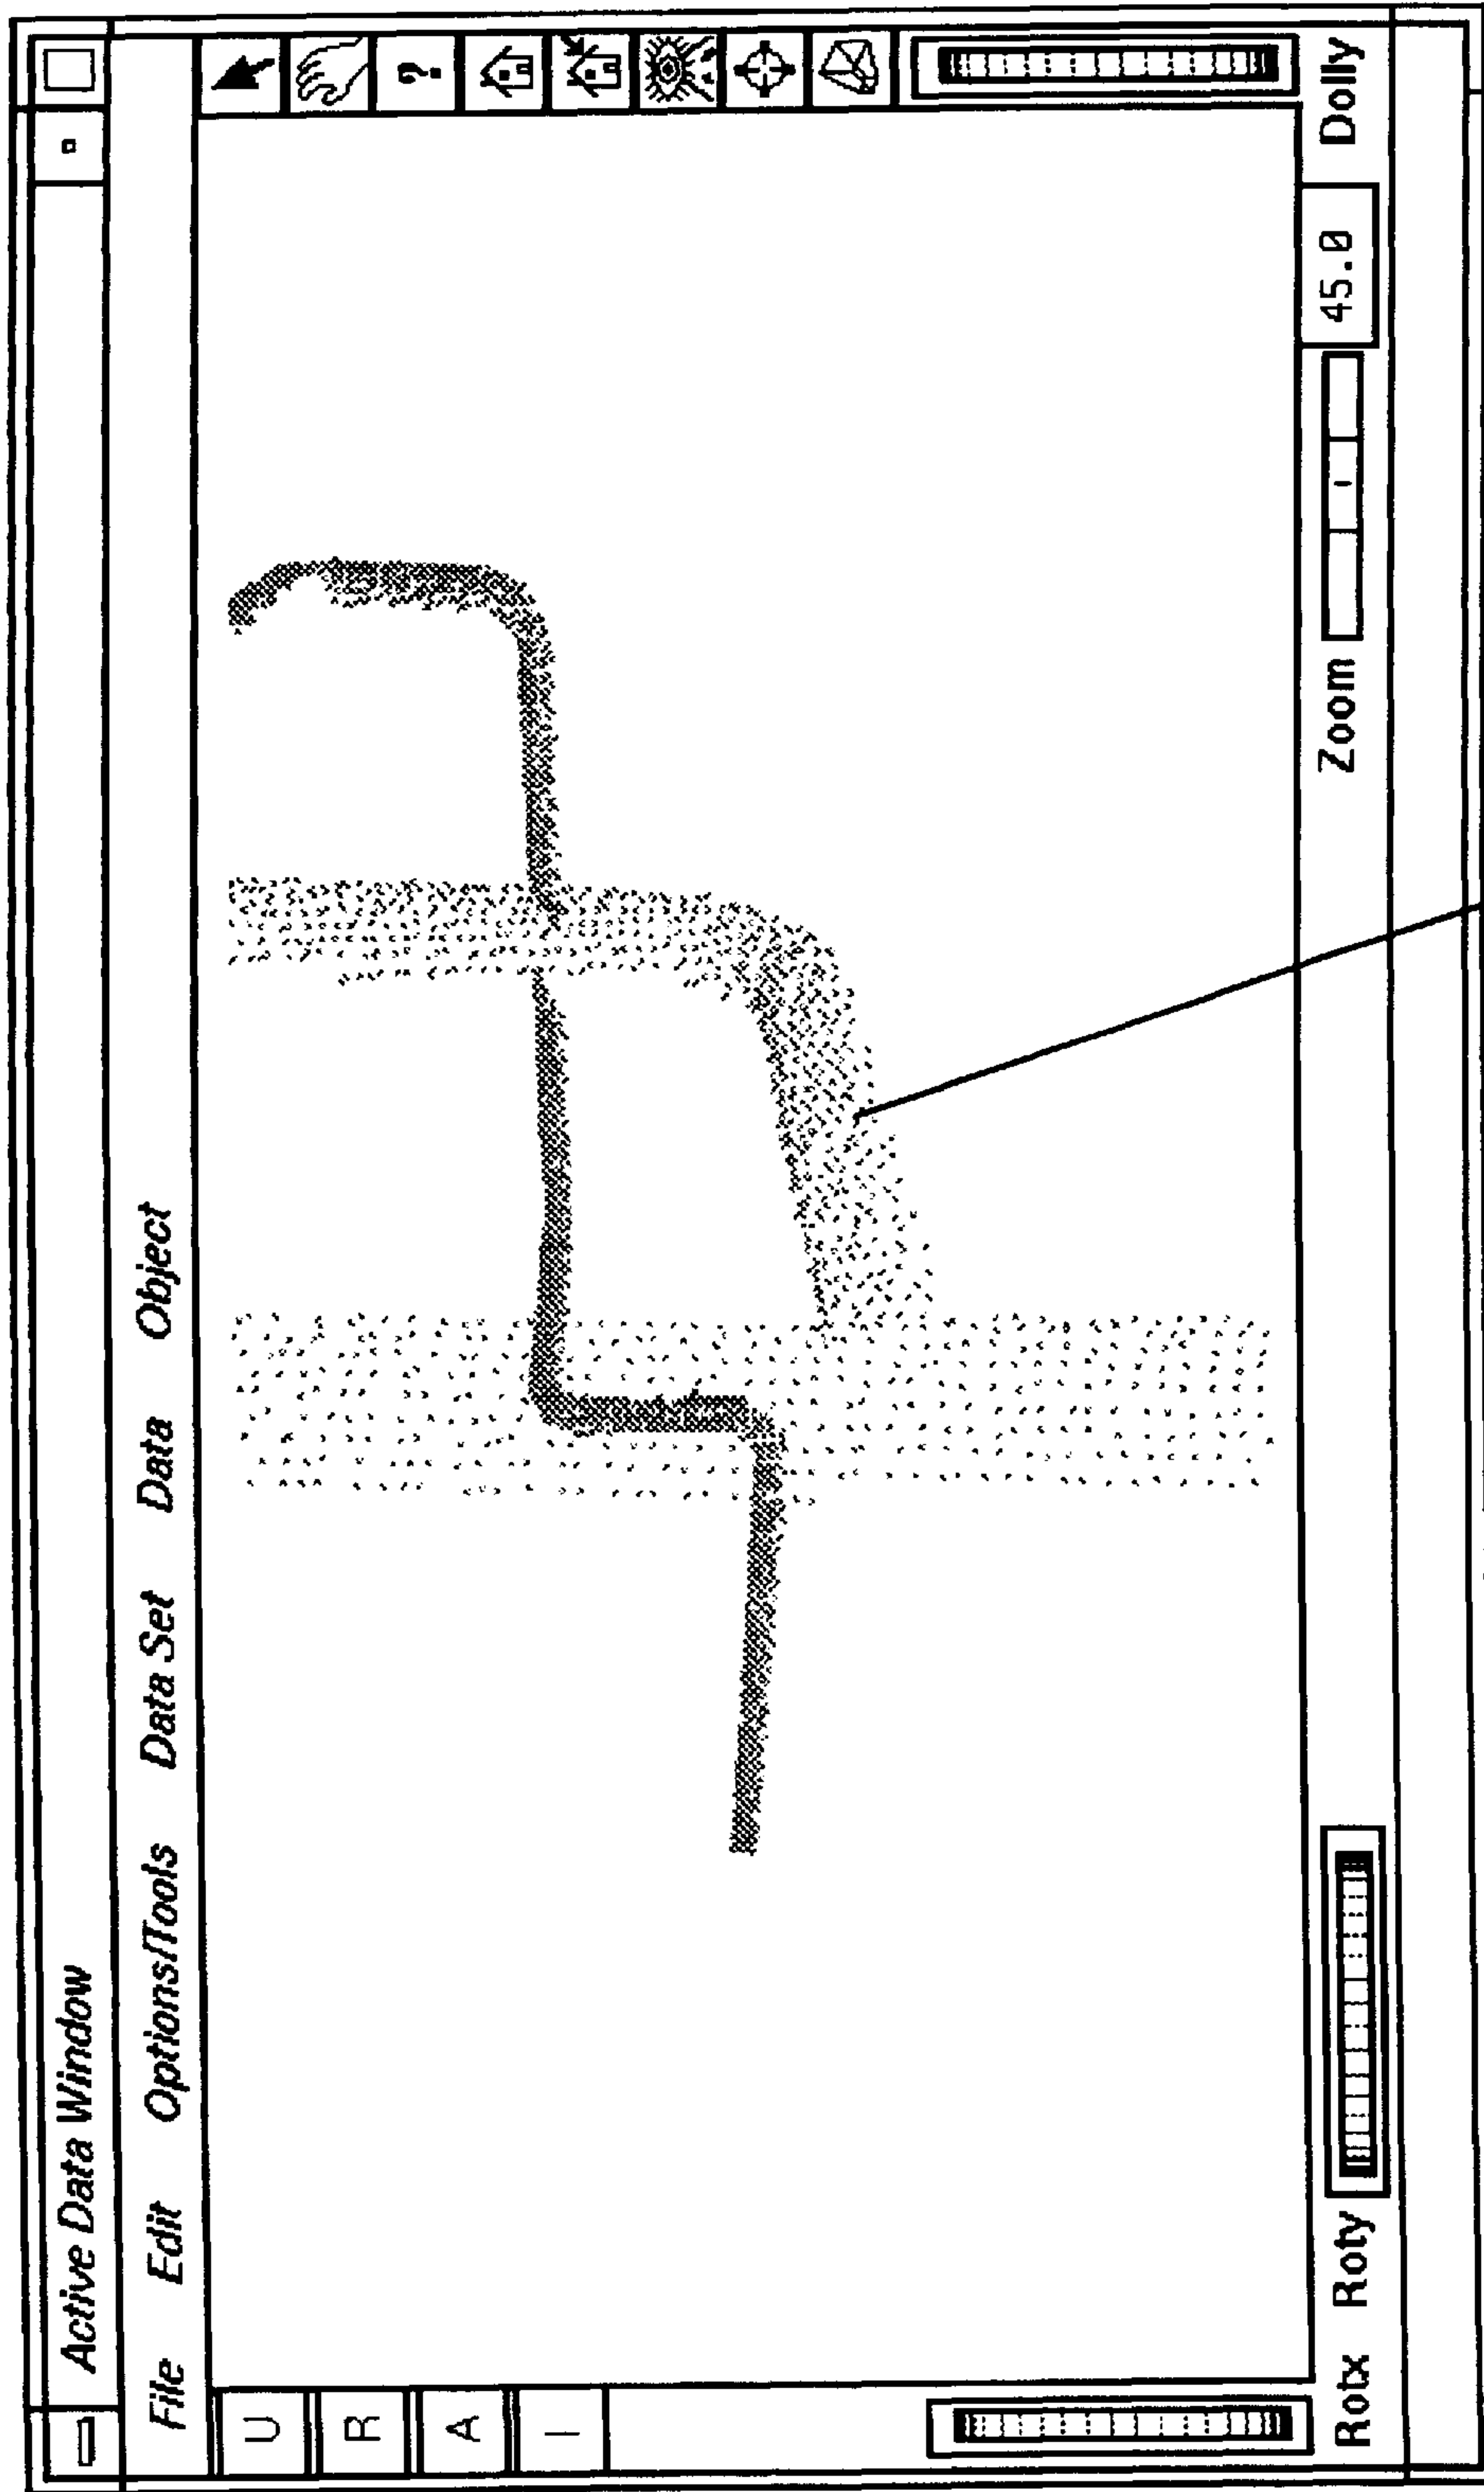 Active Data Window
File Edit Options/Tools Data Set Data Object
U
R
A
I
?
Rotx Roty Zoom 45.0 Dolly